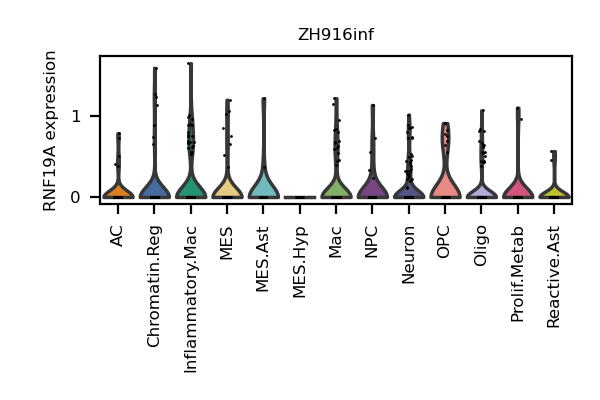 ZH916inf
RNF19A expression
1
0
AC
Chromatin.Reg
Inflammatory.Mac
MES
MES.Ast
MES.Hyp
Mac
NPC
Neuron
OPC
Oligo
Prolif.Metab
Reactive.Ast